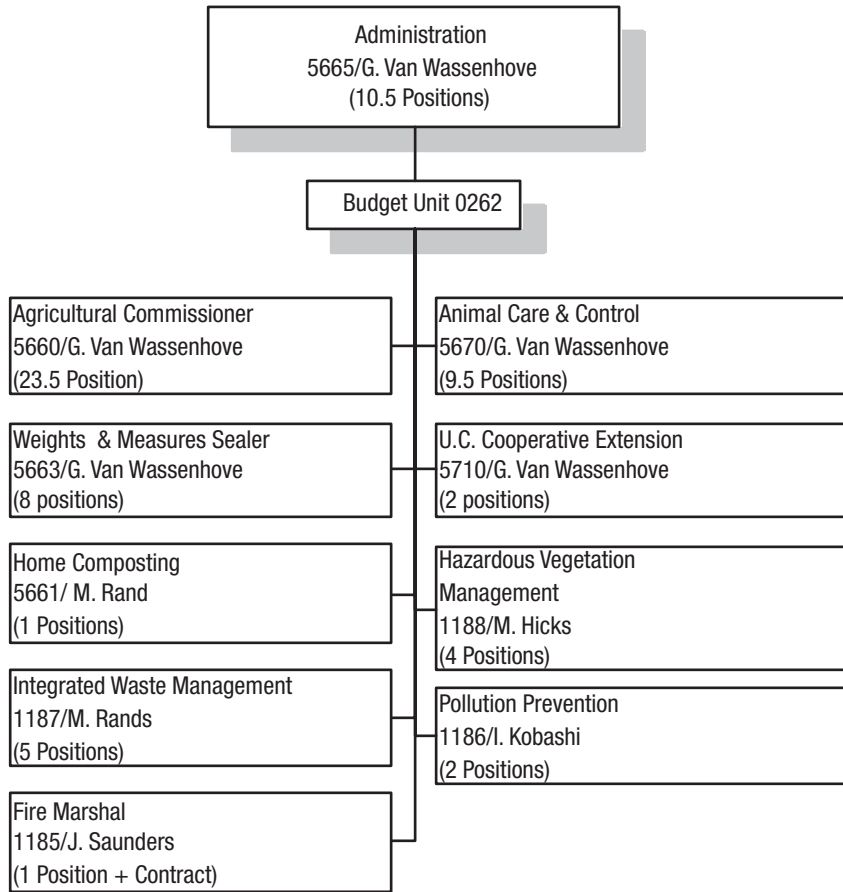 Administration
5665/G. Van Wassenhove
(10.5 Positions)
Budget Unit 0262
Agricultural Commissioner
5660/G. Van Wassenhove
(23.5 Position)
Animal Care & Control
5670/G. Van Wassenhove
(9.5 Positions)
Weights & Measures Sealer
5663/G. Van Wassenhove
(8 positions)
U.C. Cooperative Extension
5710/G. Van Wassenhove
(2 positions)
Home Composting
5661/ M. Rand
(1 Positions)
Hazardous Vegetation
Management
1188/M. Hicks
(4 Positions)
Integrated Waste Management
1187/M. Rands
(5 Positions)
Pollution Prevention
1186/I. Kobashi
(2 Positions)
Fire Marshal
1185/J. Saunders
(1 Position + Contract)